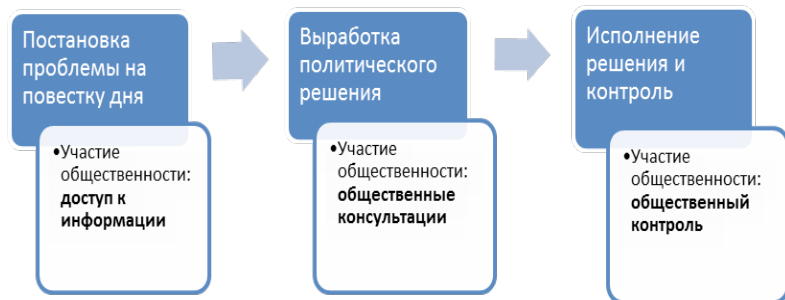 Постановка
проблемы на
повестку дня
•Участие
общественности:
доступ к
информации
Выработка
политического
решения
•Участие
общественности:
общественные
консультации
Исполнение
решения и
контроль
•Участие
общественности:
общественный
контроль